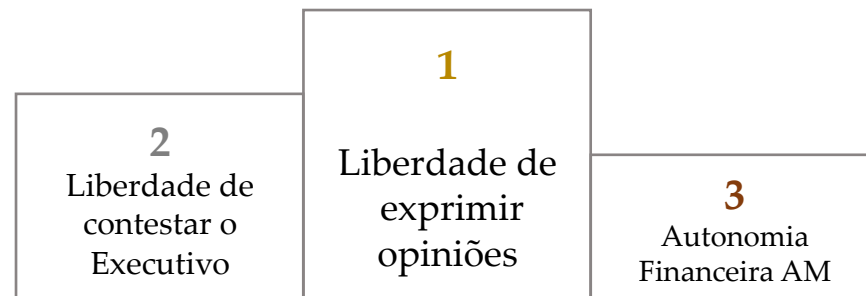 1
Liberdade de
exprimir
opiniões
2
Liberdade de
contestar o
Executivo
3
Autonomia
Financeira AM